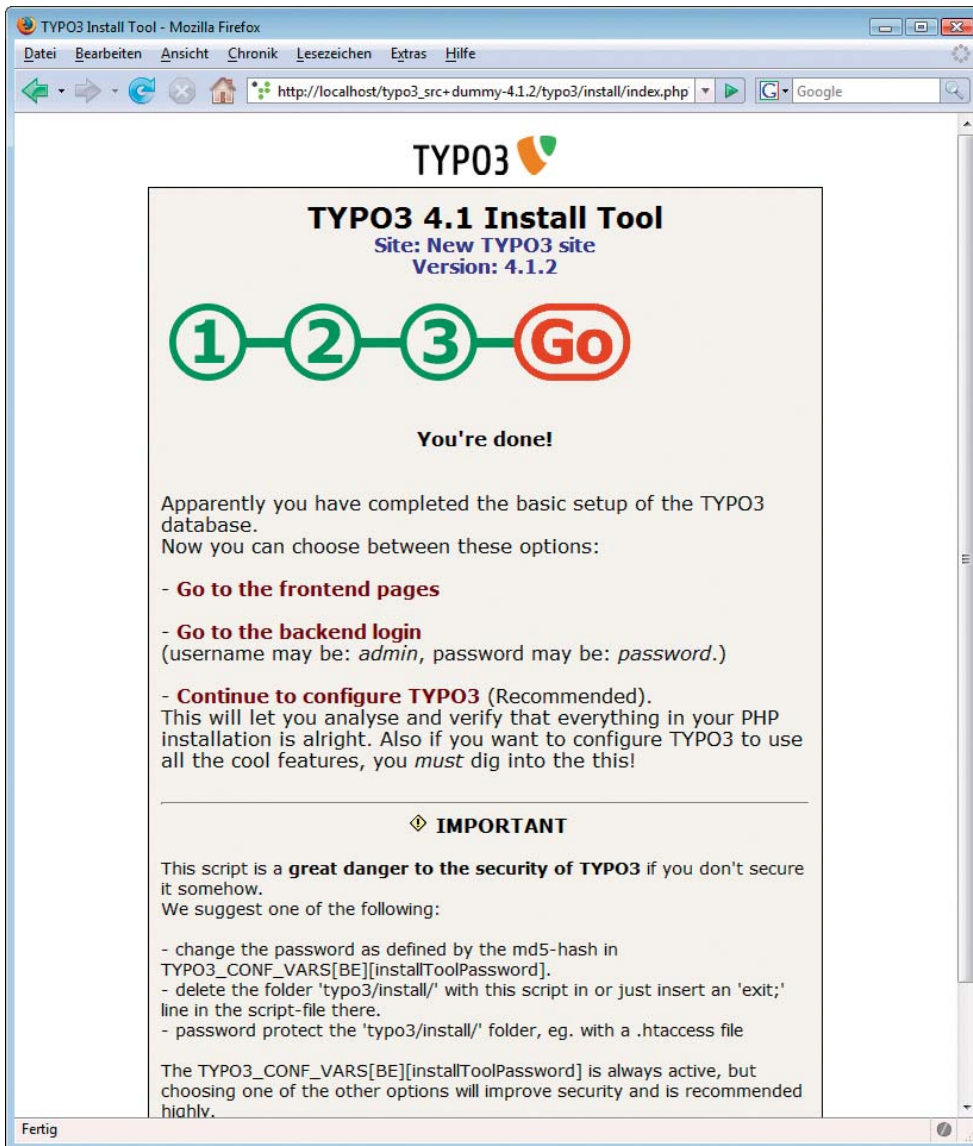 TYPO3 Install Tool - Mozilla Firefox
Datei Bearbeiten Ansicht Chronik Lesezeichen Extras Hilfe
http://localhost/typo3_src+dummy-4.1.2/typo3/install/index.php
G Google
TYPO3
TYPO3 4.1 Install Tool
Site: New TYPO3 site
Version: 4.1.2
1 2 3 Go
You're done!
Apparently you have completed the basic setup of the TYPO3
database.
Now you can choose between these options:
- Go to the frontend pages
- Go to the backend login
(username may be: admin, password may be: password.)
- Continue to configure TYPO3 (Recommended).
This will let you analyse and verify that everything in your PHP
installation is alright. Also if you want to configure TYPO3 to use
all the cool features, you must dig into the this!
IMPORTANT
This script is a great danger to the security of TYPO3 if you don't secure
it somehow.
We suggest one of the following:
- change the password as defined by the md5-hash in
TYPO3_CONF_VARS[BE][installToolPassword].
- delete the folder 'typo3/install/' with this script in or just insert an 'exit;'
line in the script-file there.
- password protect the 'typo3/install/' folder, eg. with a .htaccess file
The TYPO3_CONF_VARS[BE][installToolPassword] is always active, but
choosing one of the other options will improve security and is recommended
highly.
Fertig